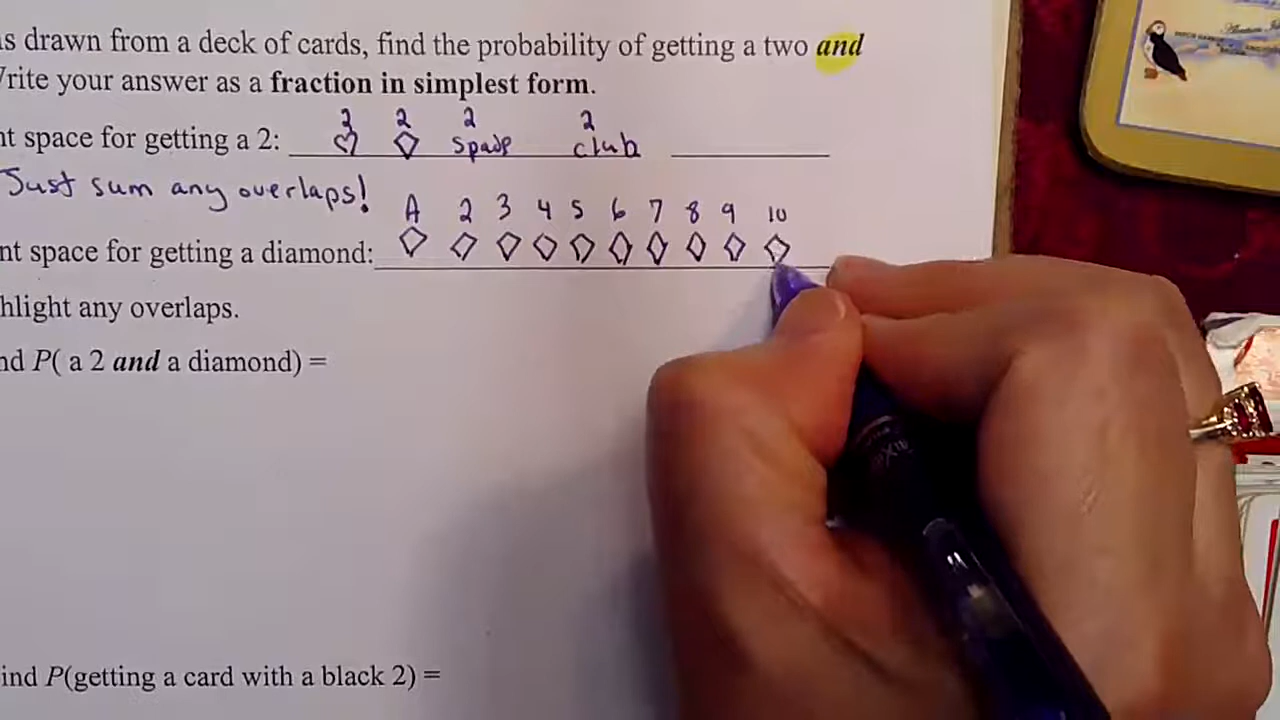 s drawn from a deck of cards, find the probability of getting a two and
Write your answer as a fraction in simplest form.
2 2 2 2
nt space for getting a 2: ♡ ◇ spade club
Just sum any overlaps!
A 2 3 4 5 6 7 8 9 10
nt space for getting a diamond: ◇ ◇ ◇ ◇ ◇ ◇ ◇ ◇ ◇ ◇
hlight any overlaps.
nd P( a 2 and a diamond) =
ind P(getting a card with a black 2) =